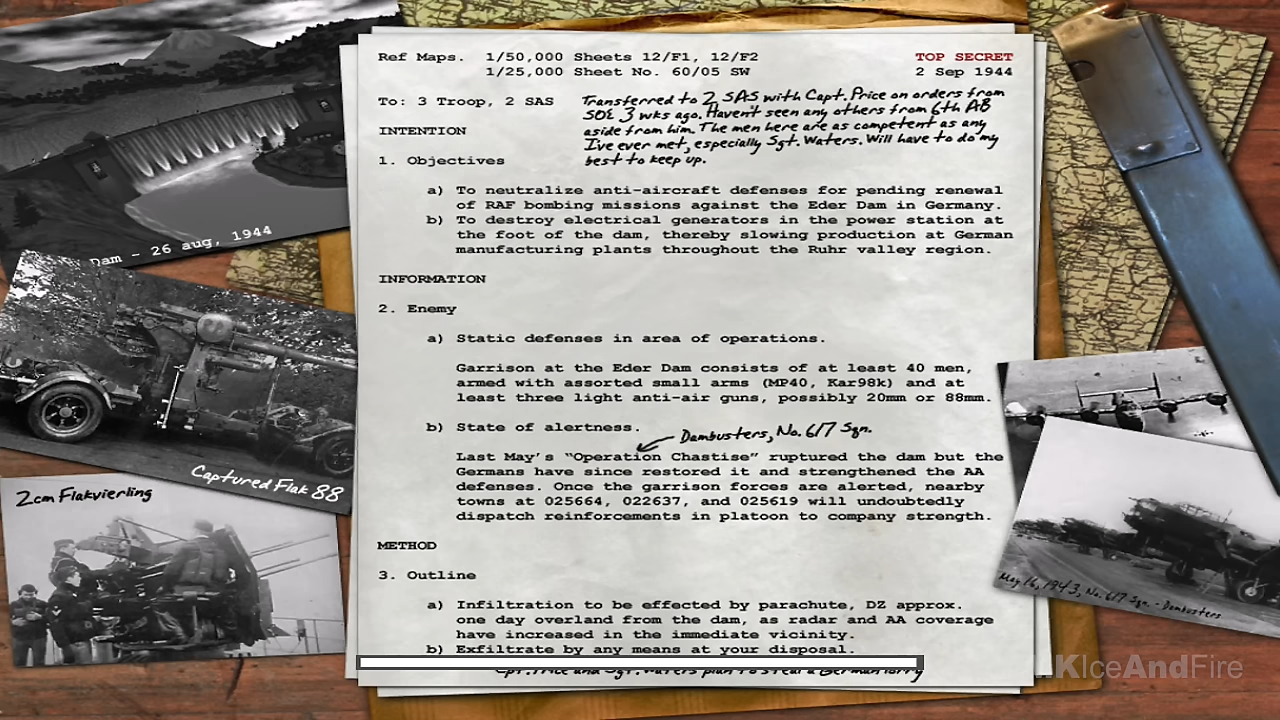 Ref Maps. 1/50,000 Sheets 12/F1, 12/F2
TOP SECRET
1/25,000 Sheet No. 60/05 SW
2 Sep 1944
To: 3 Troop, 2 SAS
Transferred to 2 SAS with Capt. Price on orders from
SOE 3 wks ago. Haven't seen any others from 6th AB
aside from him. The men here are as competent as any
I've ever met, especially Sgt. Waters. Will have to do my
best to keep up.
INTENTION
1. Objectives
a) To neutralize anti-aircraft defenses for pending renewal
of RAF bombing missions against the Eder Dam in Germany.
b) To destroy electrical generators in the power station at
the foot of the dam, thereby slowing production at German
manufacturing plants throughout the Ruhr valley region.
INFORMATION
2. Enemy
a) Static defenses in area of operations.
Garrison at the Eder Dam consists of at least 40 men,
armed with assorted small arms (MP40, Kar98k) and at
least three light anti-air guns, possibly 20mm or 88mm.
b) State of alertness.
Dambusters, No. 617 Sqn.
Last May's "Operation Chastise" ruptured the dam but the
Germans have since restored it and strengthened the AA
defenses. Once the garrison forces are alerted, nearby
towns at 025664, 022637, and 025619 will undoubtedly
dispatch reinforcements in platoon to company strength.
METHOD
3. Outline
a) Infiltration to be effected by parachute, DZ approx.
one day overland from the dam, as radar and AA coverage
have increased in the immediate vicinity.
b) Exfiltrate by any means at your disposal.
Cpt. Price and Sgt. Waters plan to steal a German lorry
Dam - 26 aug, 1944
Captured Flak 88
2cm Flakvierling
May 16, 1943, No. 617 Sqn. - Dambusters
KIceAndFire